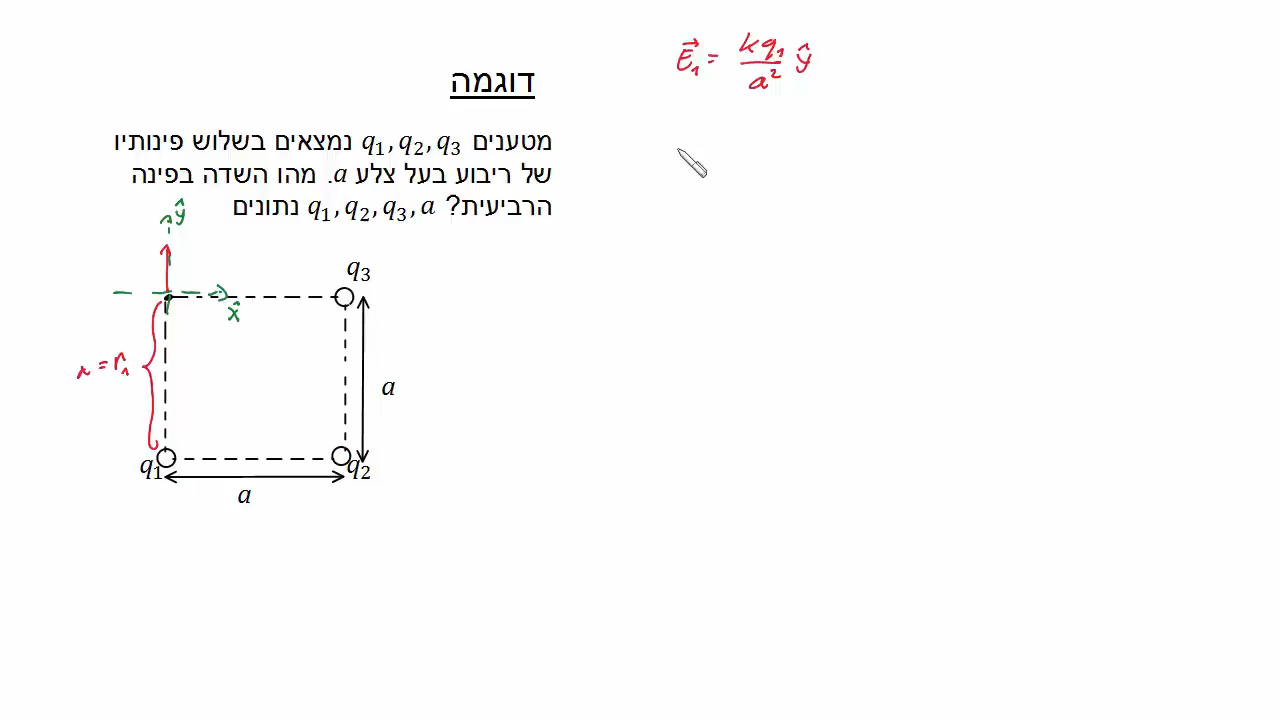 דוגמה
מטענים q₁, q₂, q₃ נמצאים בשלוש פינותיו
של ריבוע בעל צלע a. מהו השדה בפינה
הרביעית? q₁, q₂, q₃, a נתונים
E⃗₁ = kq₁/a² ŷ
ŷ
x̂
q₃
= r₁
a
q₁
q₂
a